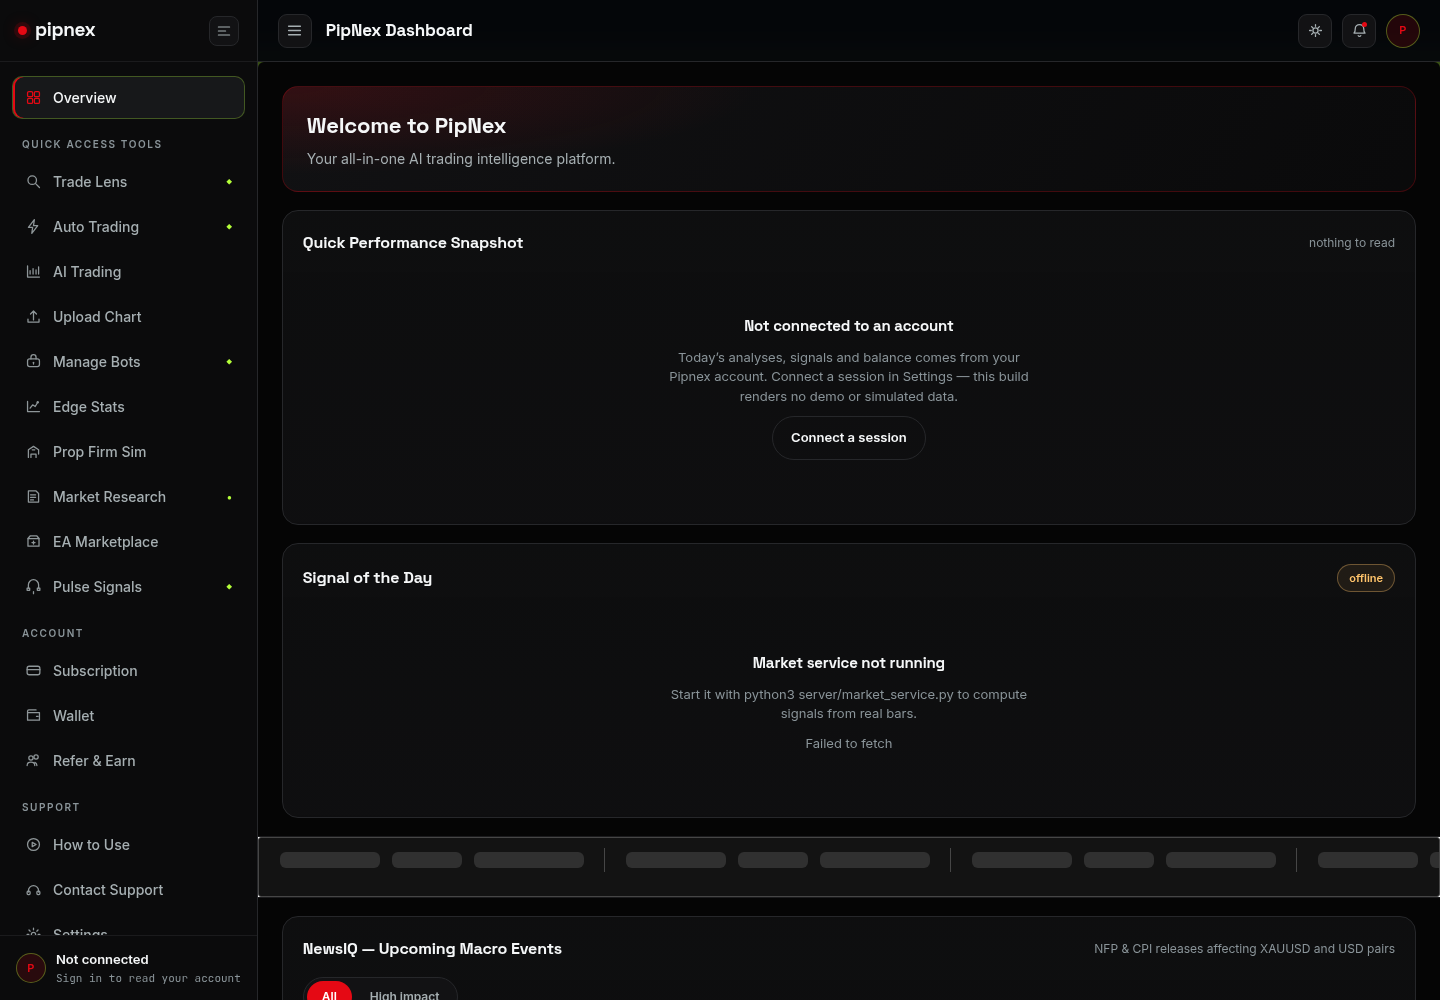 pipnex
PipNex Dashboard
P
Overview
QUICK ACCESS TOOLS
Trade Lens
Auto Trading
AI Trading
Upload Chart
Manage Bots
Edge Stats
Prop Firm Sim
Market Research
EA Marketplace
Pulse Signals
ACCOUNT
Subscription
Wallet
Refer & Earn
SUPPORT
How to Use
Contact Support
Settings
P
Not connected
Sign in to read your account
Welcome to PipNex
Your all-in-one AI trading intelligence platform.
Quick Performance Snapshot
nothing to read
Not connected to an account
Today’s analyses, signals and balance comes from your
Pipnex account. Connect a session in Settings — this build
renders no demo or simulated data.
Connect a session
Signal of the Day
offline
Market service not running
Start it with python3 server/market_service.py to compute
signals from real bars.
Failed to fetch
NewsIQ — Upcoming Macro Events
NFP & CPI releases affecting XAUUSD and USD pairs
All
High impact